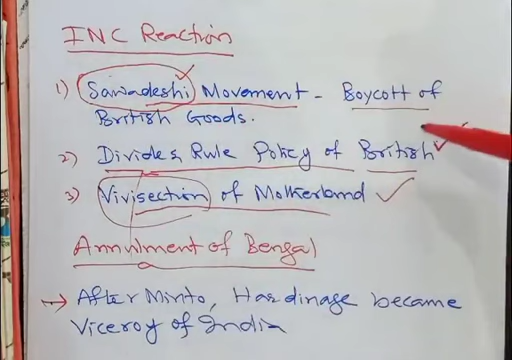 INC Reaction
1) Sawadeshi Movement - Boycott of
British Goods.
2) Divide & Rule Policy of British
3) Vivisection of Motherland
Annulment of Bengal
→ After Minto, Hardinage became
Viceroy of India